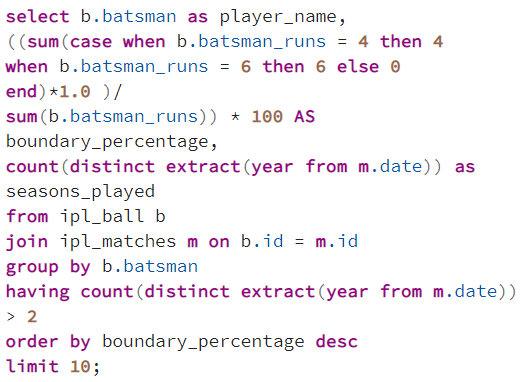 select b.batsman as player_name,
((sum(case when b.batsman_runs = 4 then 4
when b.batsman_runs = 6 then 6 else 0
end)*1.0 )/
sum(b.batsman_runs)) * 100 AS
boundary_percentage,
count(distinct extract(year from m.date)) as
seasons_played
from ipl_ball b
join ipl_matches m on b.id = m.id
group by b.batsman
having count(distinct extract(year from m.date))
> 2
order by boundary_percentage desc
limit 10;